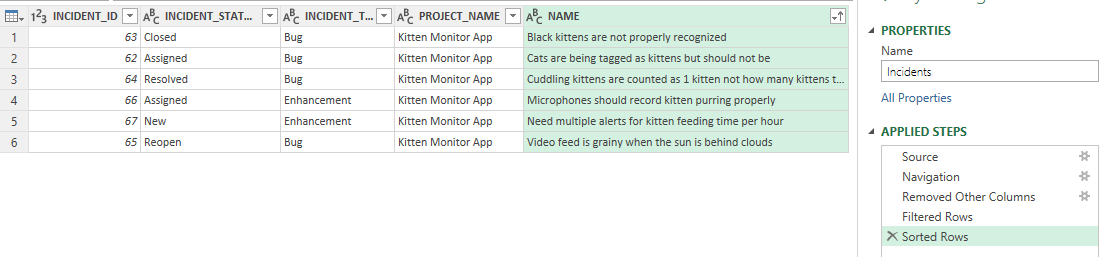 1²3 INCIDENT_ID ABC INCIDENT_STAT... ABC INCIDENT_T... ABC PROJECT_NAME ABC NAME
1 63 Closed Bug Kitten Monitor App Black kittens are not properly recognized
2 62 Assigned Bug Kitten Monitor App Cats are being tagged as kittens but should not be
3 64 Resolved Bug Kitten Monitor App Cuddling kittens are counted as 1 kitten not how many kittens t...
4 66 Assigned Enhancement Kitten Monitor App Microphones should record kitten purring properly
5 67 New Enhancement Kitten Monitor App Need multiple alerts for kitten feeding time per hour
6 65 Reopen Bug Kitten Monitor App Video feed is grainy when the sun is behind clouds
PROPERTIES
Name
Incidents
All Properties
APPLIED STEPS
Source
Navigation
Removed Other Columns
Filtered Rows
Sorted Rows